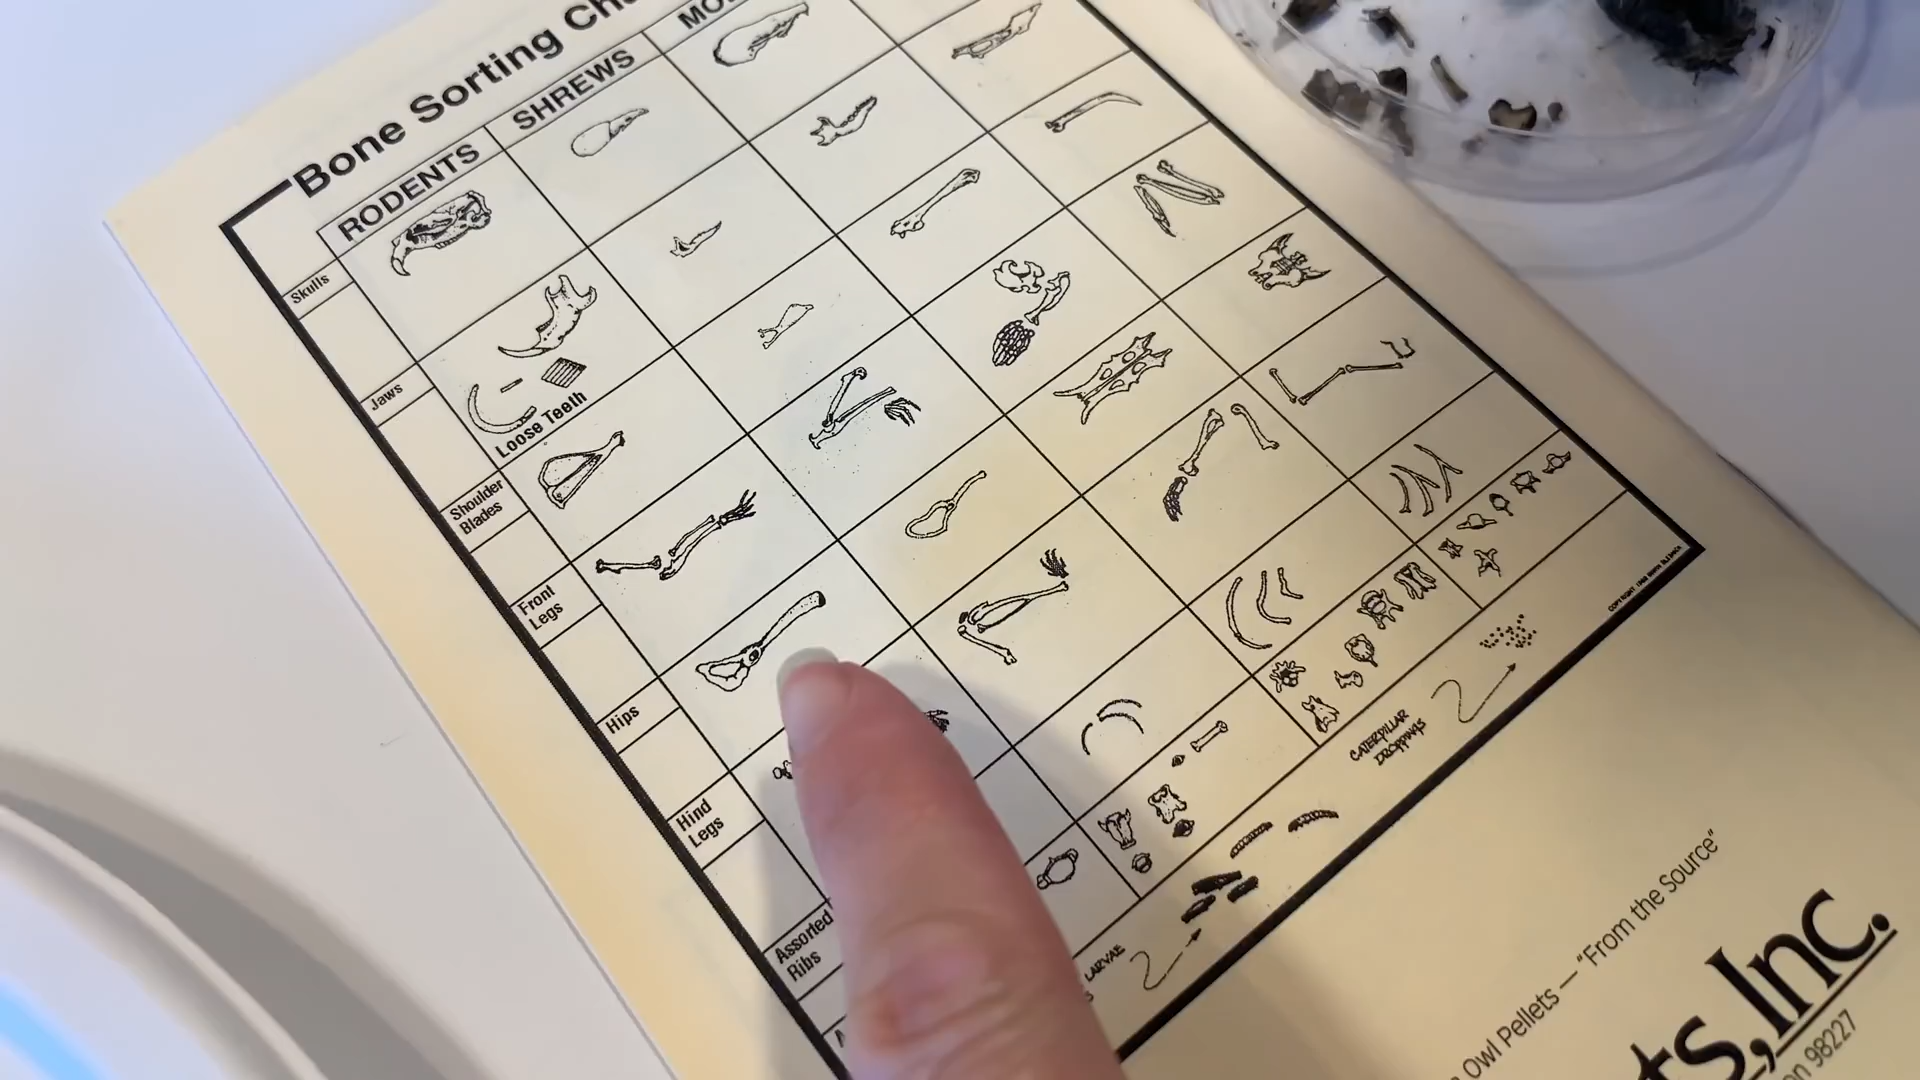 Bone Sorting Cha
RODENTS
SHREWS
MO
Skulls
Jaws
Loose Teeth
Shoulder
Blades
Front
Legs
Hips
Hind
Legs
Assorted
Ribs
LARVAE
CATERPILLAR
DROPPINGS
Owl Pellets — "From the Source"
ts, Inc.
on 98227